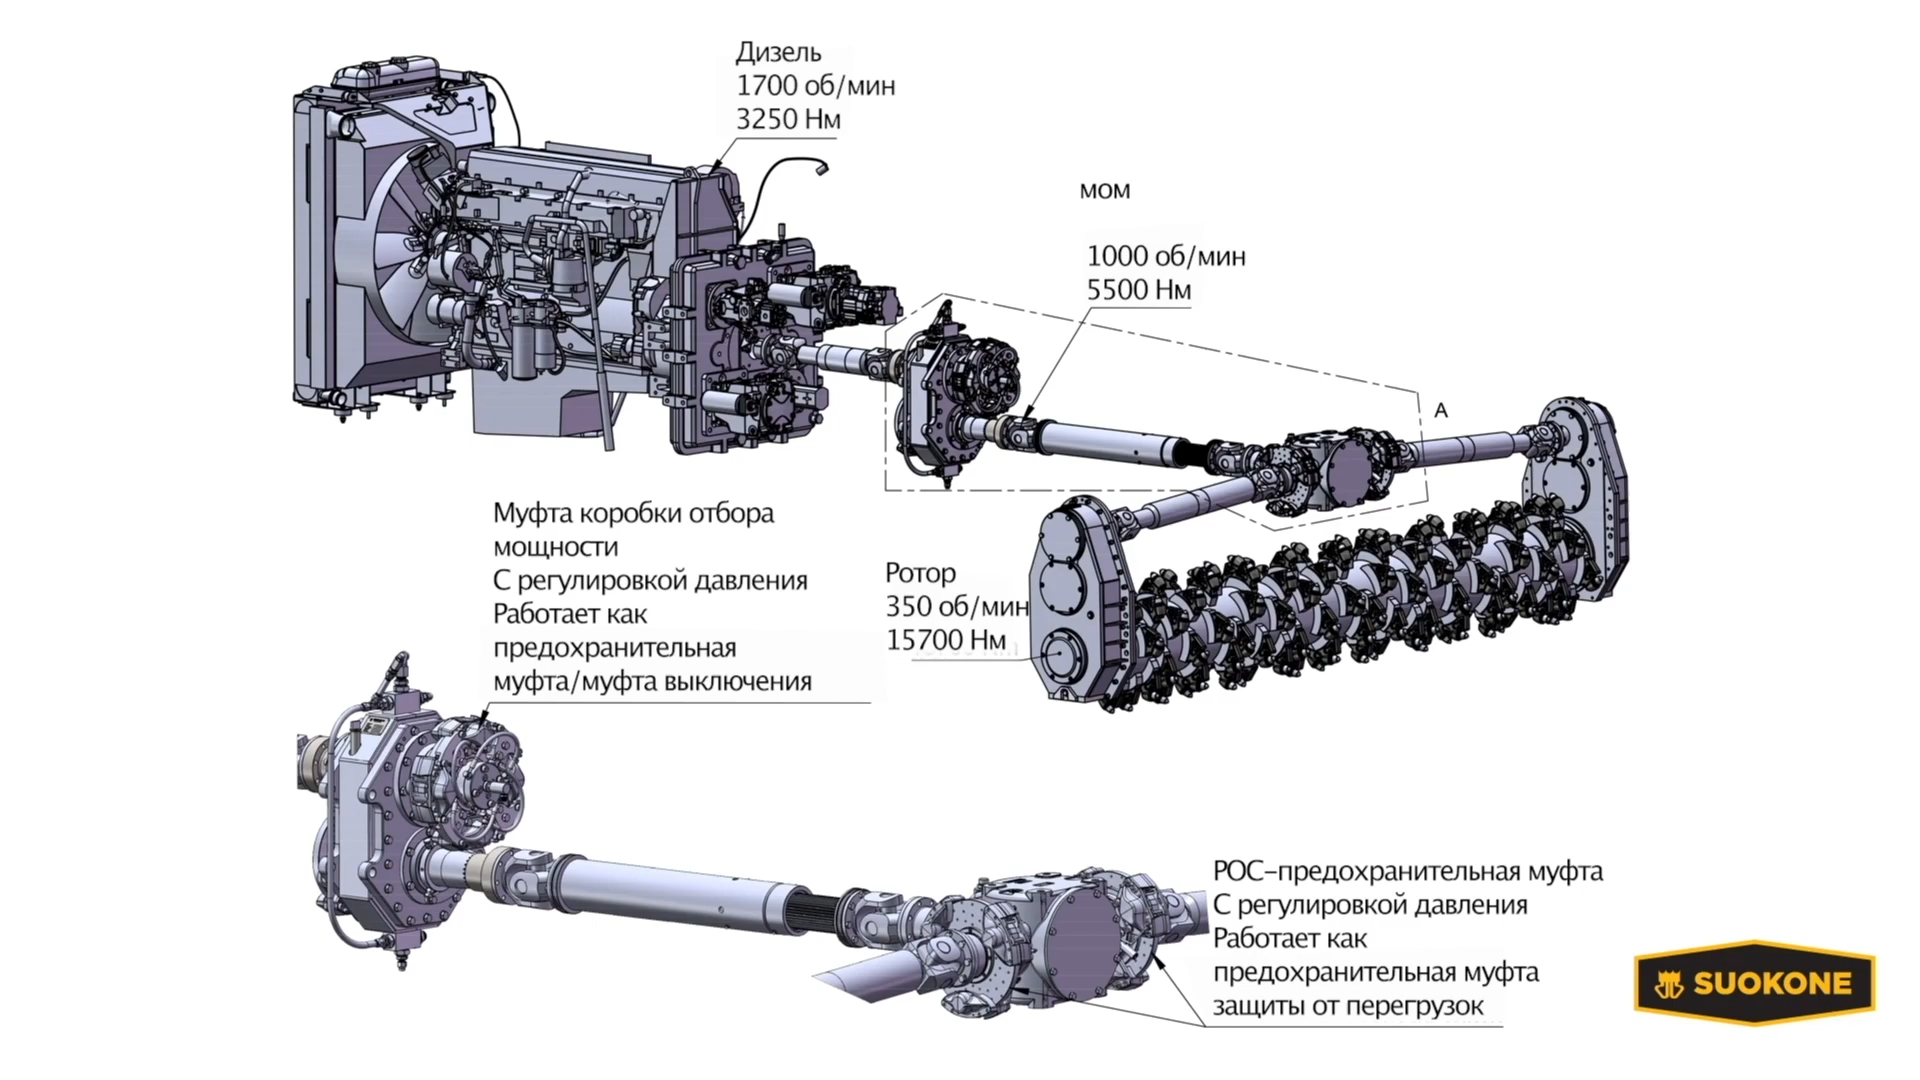 Дизель
1700 об/мин
3250 Нм
мом
1000 об/мин
5500 Нм
A
Муфта коробки отбора
мощности
С регулировкой давления
Работает как
предохранительная
муфта/муфта выключения
Ротор
350 об/мин
15700 Нм
РОС-предохранительная муфта
С регулировкой давления
Работает как
предохранительная муфта
защиты от перегрузок
SUOKONE